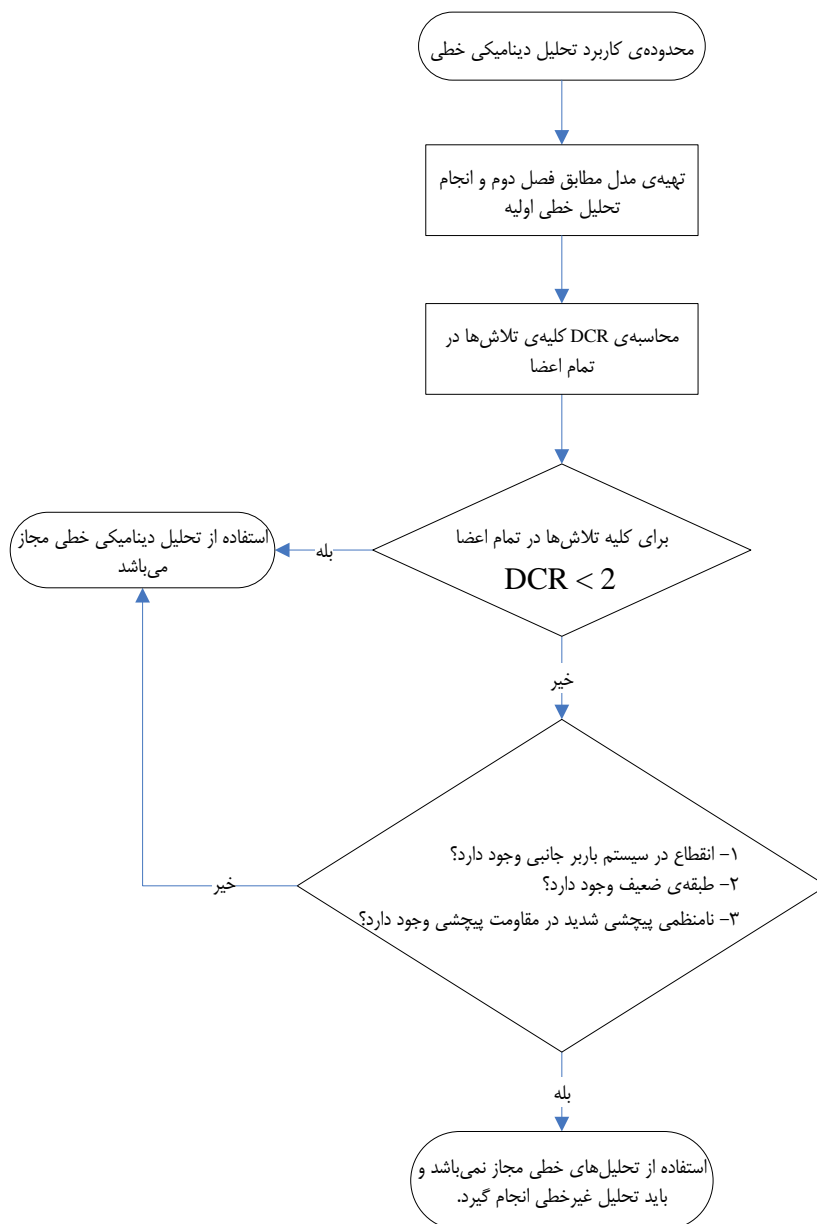 محدوده‌ی کاربرد تحلیل دینامیکی خطی
تهیه‌ی مدل مطابق فصل دوم و انجام
تحلیل خطی اولیه
محاسبه‌ی DCR کلیه‌ی تلاش‌ها در
تمام اعضا
برای کلیه تلاش‌ها در تمام اعضا
DCR < 2
بله
استفاده از تحلیل دینامیکی خطی مجاز
می‌باشد
خیر
۱- انقطاع در سیستم باربر جانبی وجود دارد؟
۲- طبقه‌ی ضعیف وجود دارد؟
۳- نامنظمی پیچشی شدید در مقاومت پیچشی وجود دارد؟
خیر
بله
استفاده از تحلیل‌های خطی مجاز نمی‌باشد و
باید تحلیل غیرخطی انجام گیرد.